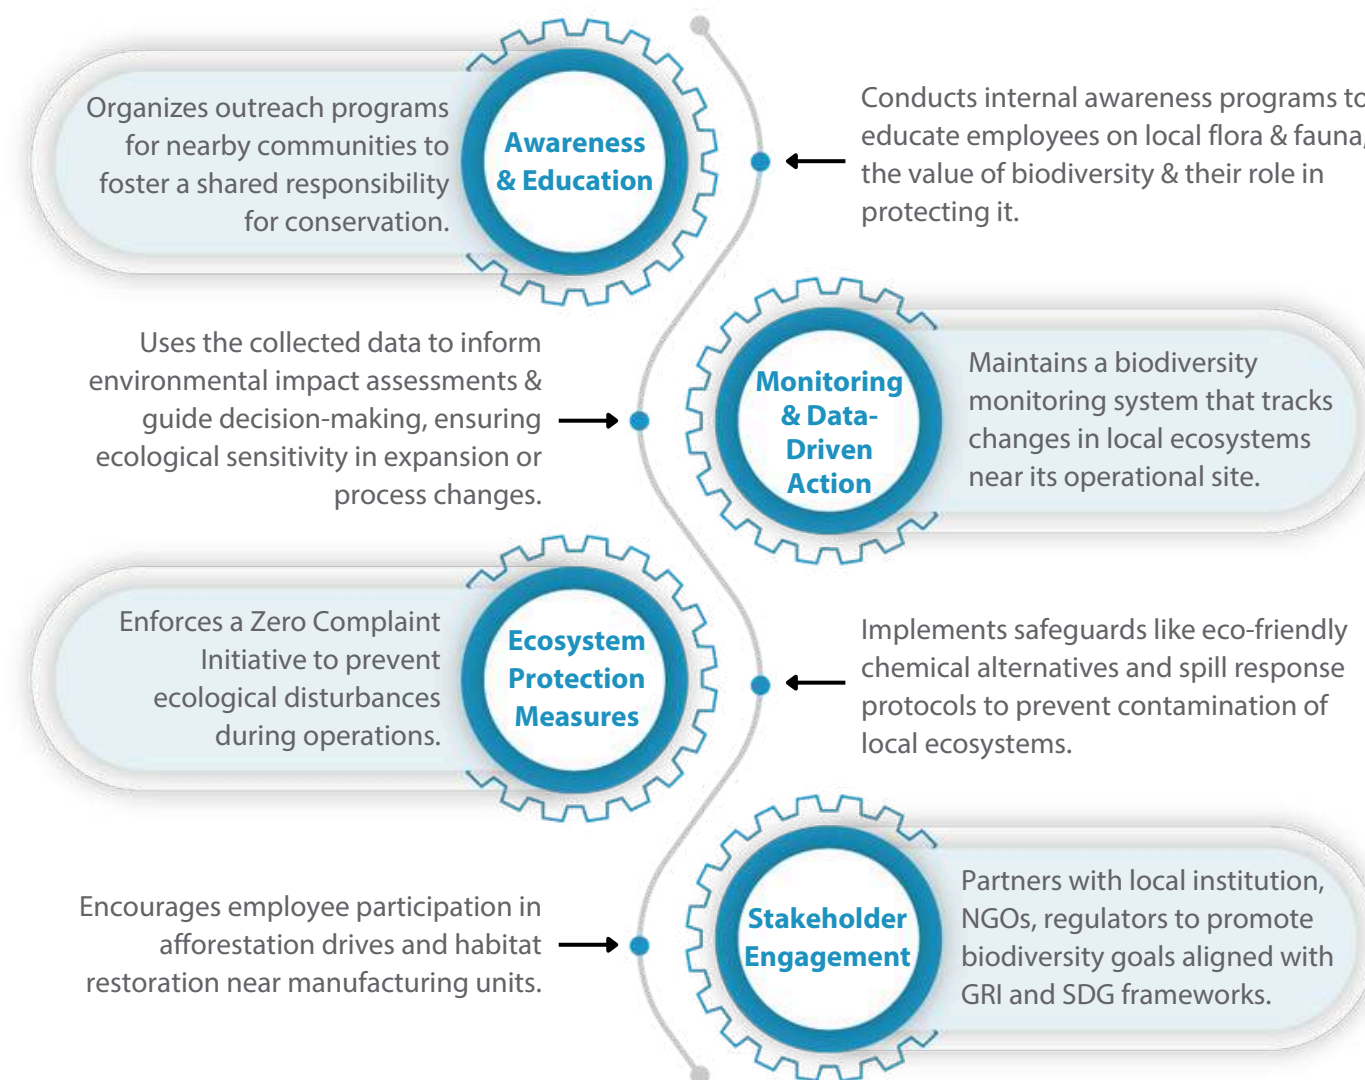 Organizes outreach programs
for nearby communities to
foster a shared responsibility
for conservation.
Awareness
& Education
Conducts internal awareness programs to
educate employees on local flora & fauna,
the value of biodiversity & their role in
protecting it.
Uses the collected data to inform
environmental impact assessments &
guide decision-making, ensuring
ecological sensitivity in expansion or
process changes.
Monitoring
& Data-
Driven
Action
Maintains a biodiversity
monitoring system that tracks
changes in local ecosystems
near its operational site.
Enforces a Zero Complaint
Initiative to prevent
ecological disturbances
during operations.
Ecosystem
Protection
Measures
Implements safeguards like eco-friendly
chemical alternatives and spill response
protocols to prevent contamination of
local ecosystems.
Encourages employee participation in
afforestation drives and habitat
restoration near manufacturing units.
Stakeholder
Engagement
Partners with local institution,
NGOs, regulators to promote
biodiversity goals aligned with
GRI and SDG frameworks.